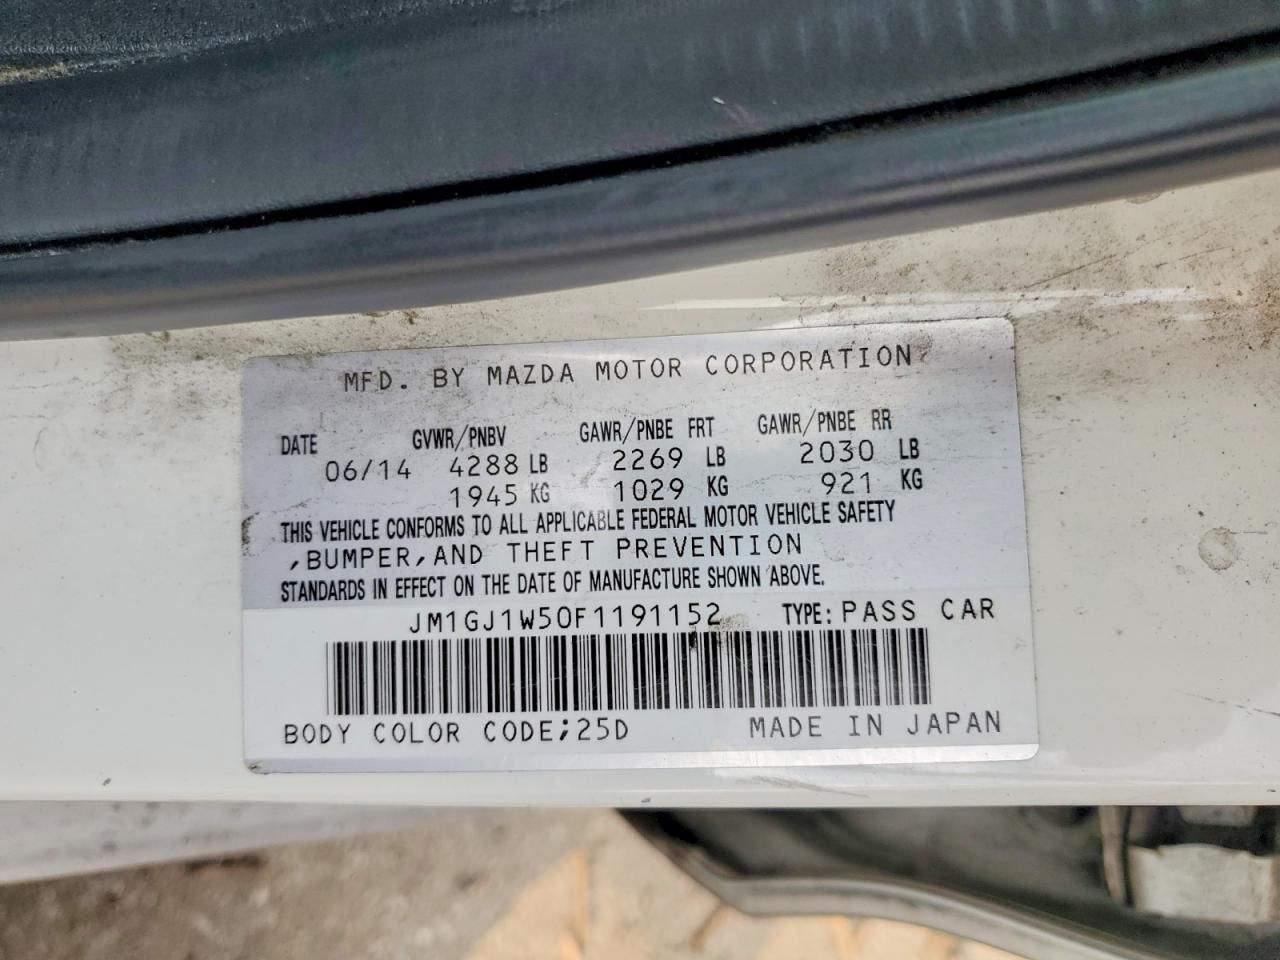 MFD. BY MAZDA MOTOR CORPORATION
DATE GVWR/PNBV GAWR/PNBE FRT GAWR/PNBE RR
06/14 4288 LB 2269 LB 2030 LB
1945 KG 1029 KG 921 KG
THIS VEHICLE CONFORMS TO ALL APPLICABLE FEDERAL MOTOR VEHICLE SAFETY
,BUMPER,AND THEFT PREVENTION
STANDARDS IN EFFECT ON THE DATE OF MANUFACTURE SHOWN ABOVE.
JM1GJ1W50F1191152 TYPE: PASS CAR
BODY COLOR CODE;25D MADE IN JAPAN